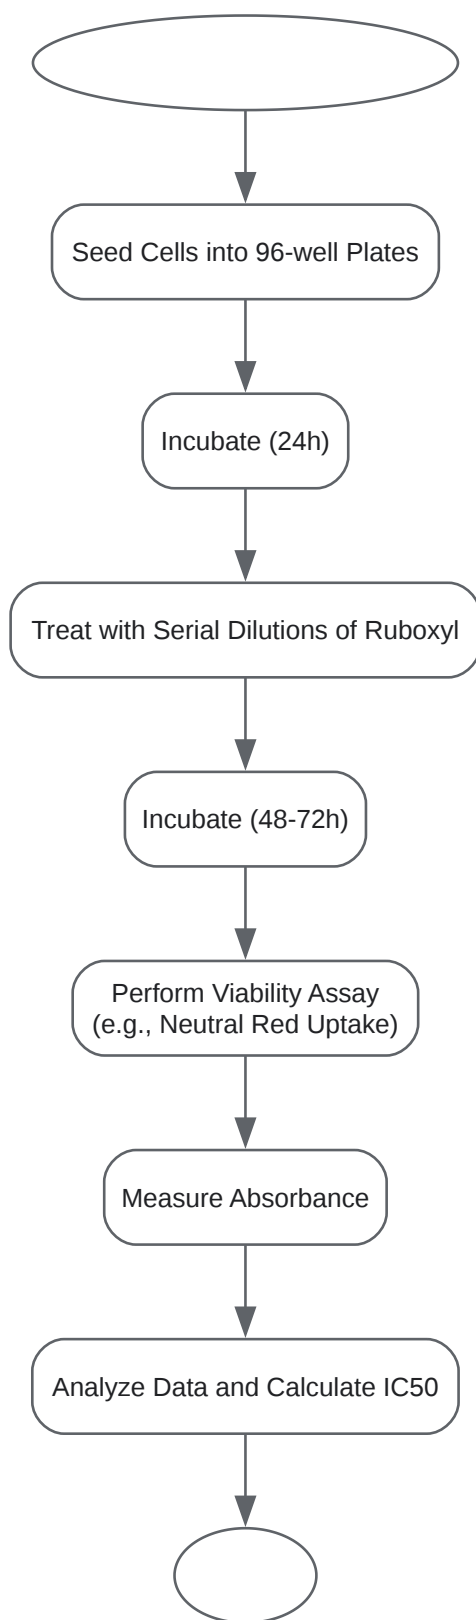 Seed Cells into 96-well Plates
Incubate (24h)
Treat with Serial Dilutions of Ruboxyl
Incubate (48-72h)
Perform Viability Assay
(e.g., Neutral Red Uptake)
Measure Absorbance
Analyze Data and Calculate IC50